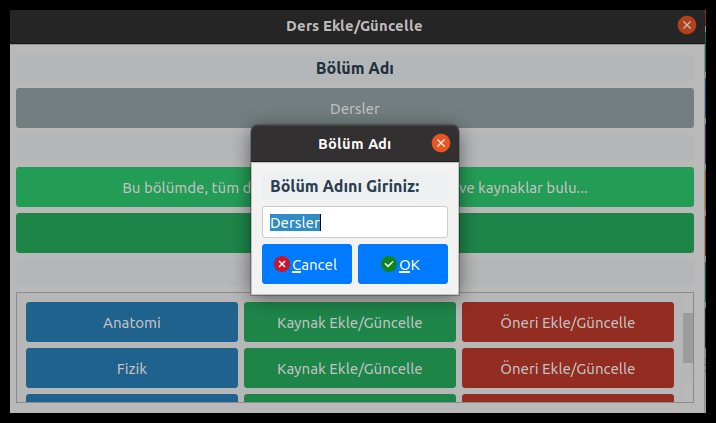 Ders Ekle/Güncelle
Bölüm Adı
Dersler
Bölüm Adı
Bu bölümde, tüm d
ve kaynaklar bulu...
Bölüm Adını Giriniz:
Dersler
Cancel OK
Anatomi Kaynak Ekle/Güncelle Öneri Ekle/Güncelle
Fizik Kaynak Ekle/Güncelle Öneri Ekle/Güncelle